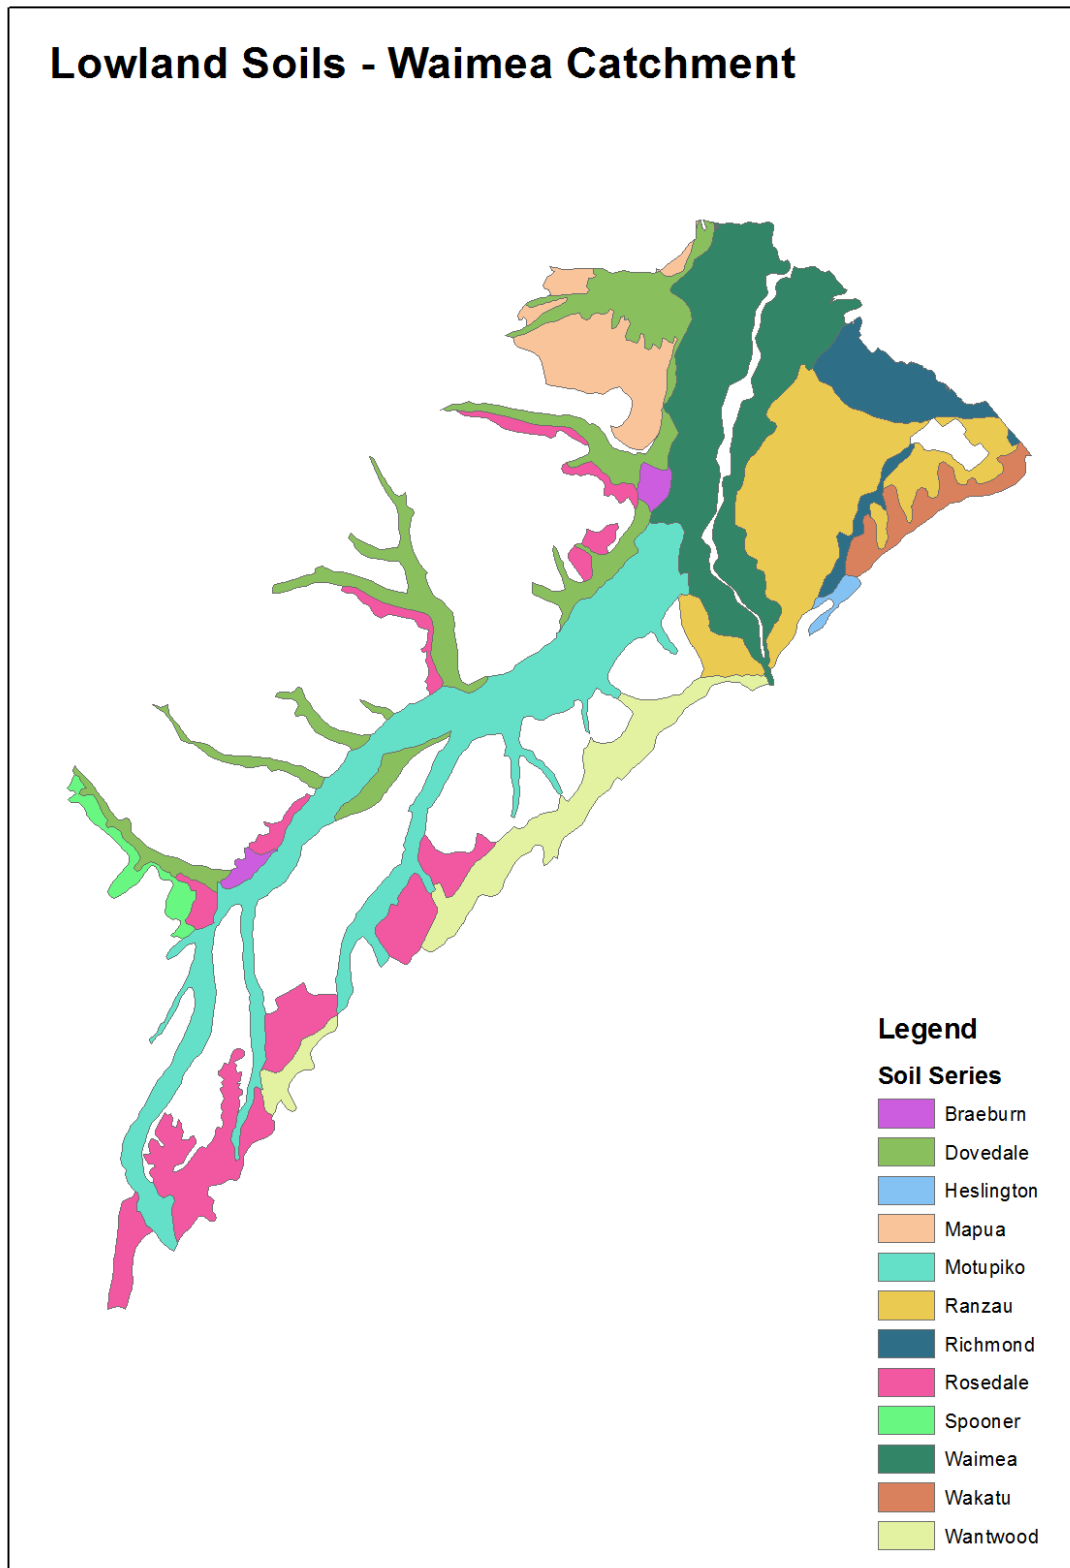 Lowland Soils - Waimea Catchment
Legend
Soil Series
Braeburn
Dovedale
Heslington
Mapua
Motupiko
Ranzau
Richmond
Rosedale
Spooner
Waimea
Wakatu
Wantwood